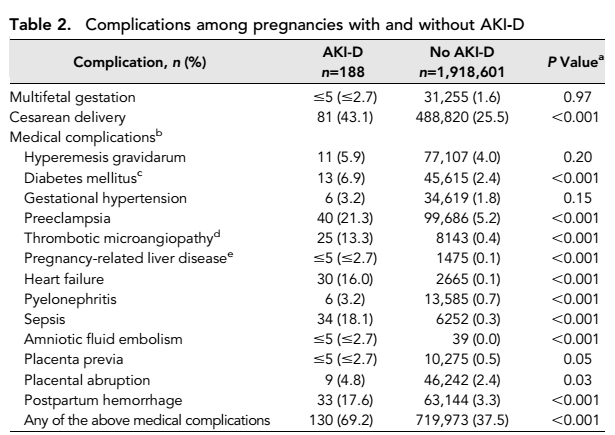 Table 2. Complications among pregnancies with and without AKI-D
Complication, n (%) AKI-D n=188 No AKI-D n=1,918,601 P Valueᵃ
Multifetal gestation ≤5 (≤2.7) 31,255 (1.6) 0.97
Cesarean delivery 81 (43.1) 488,820 (25.5) <0.001
Medical complicationsᵇ
Hyperemesis gravidarum 11 (5.9) 77,107 (4.0) 0.20
Diabetes mellitusᶜ 13 (6.9) 45,615 (2.4) <0.001
Gestational hypertension 6 (3.2) 34,619 (1.8) 0.15
Preeclampsia 40 (21.3) 99,686 (5.2) <0.001
Thrombotic microangiopathyᵈ 25 (13.3) 8143 (0.4) <0.001
Pregnancy-related liver diseaseᵉ ≤5 (≤2.7) 1475 (0.1) <0.001
Heart failure 30 (16.0) 2665 (0.1) <0.001
Pyelonephritis 6 (3.2) 13,585 (0.7) <0.001
Sepsis 34 (18.1) 6252 (0.3) <0.001
Amniotic fluid embolism ≤5 (≤2.7) 39 (0.0) <0.001
Placenta previa ≤5 (≤2.7) 10,275 (0.5) 0.05
Placental abruption 9 (4.8) 46,242 (2.4) 0.03
Postpartum hemorrhage 33 (17.6) 63,144 (3.3) <0.001
Any of the above medical complications 130 (69.2) 719,973 (37.5) <0.001